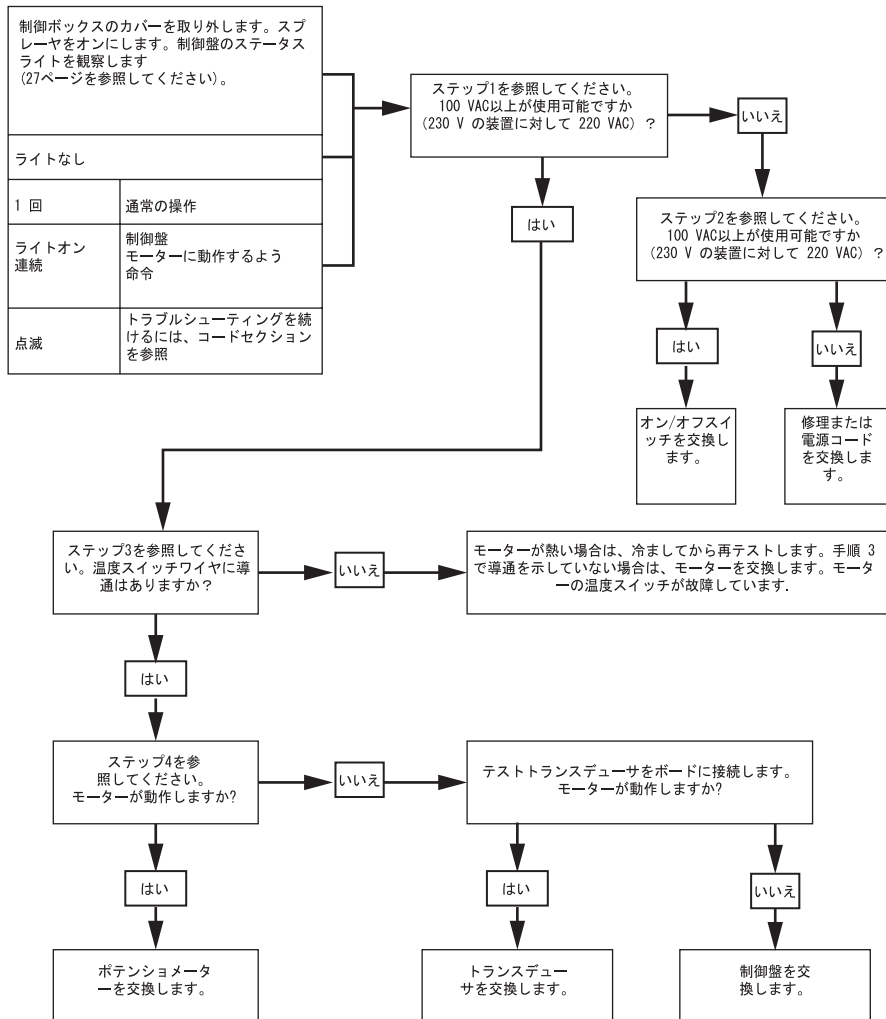 制御ボックスのカバーを取り外します。スプ
レーヤをオンにします。制御盤のステータス
ライトを観察します
(27ページを参照してください)。
ライトなし
1 回
通常の操作
ライトオン
連続
制御盤
モーターに動作するよう
命令
点滅
トラブルシューティングを続
けるには、コードセクション
を参照
ステップ1を参照してください。
100 VAC以上が使用可能ですか
(230 V の装置に対して 220 VAC) ?
いいえ
はい
ステップ2を参照してください。
100 VAC以上が使用可能ですか
(230 V の装置に対して 220 VAC) ?
はい
いいえ
オン/オフスイ
ッチを交換し
ます。
修理または
電源コード
を交換しま
す。
ステップ3を参照してくださ
い。温度スイッチワイヤに導
通はありますか？
いいえ
モーターが熱い場合は、冷ましてから再テストします。手順 3
で導通を示していない場合は、モーターを交換します。モータ
ーの温度スイッチが故障しています.
はい
ステップ4を参
照してください。
モーターが動作しますか?
いいえ
テストトランスデューサをボードに接続します。
モーターが動作しますか?
はい
はい
いいえ
ポテンショメータ
ーを交換します。
トランスデュー
サを交換します。
制御盤を交
換します。